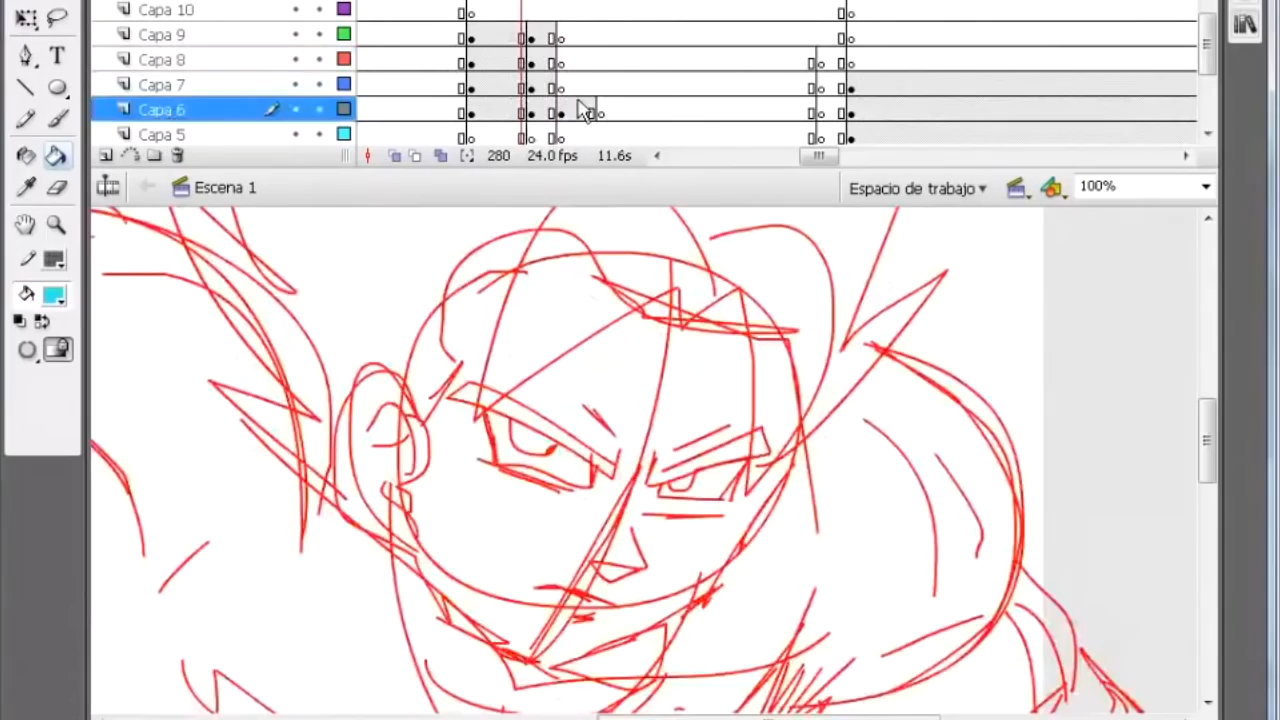 Capa 10
Capa 9
Capa 8
Capa 7
Capa 6
Capa 5
280 24.0 fps 11.6s
Escena 1
Espacio de trabajo
100%